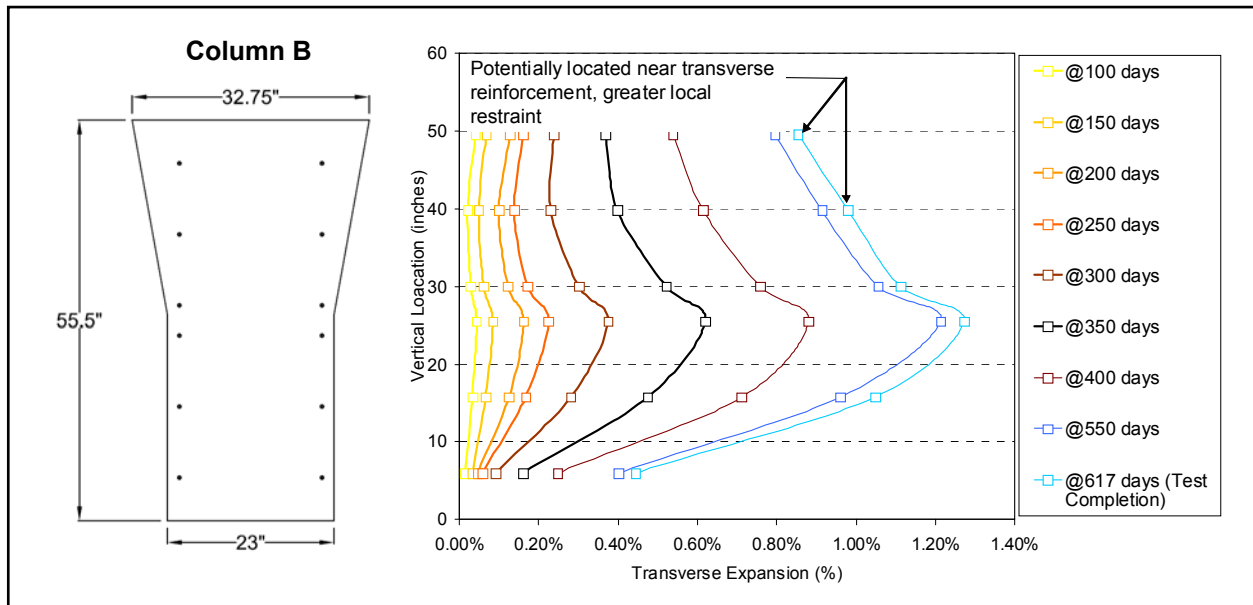 Column B
32.75"
55.5"
23"
Potentially located near transverse
reinforcement, greater local
restraint
Vertical Loacation (inches)
60
50
40
30
20
10
0
0.00%
0.20%
0.40%
0.60%
0.80%
1.00%
1.20%
1.40%
Transverse Expansion (%)
@100 days
@150 days
@200 days
@250 days
@300 days
@350 days
@400 days
@550 days
@617 days (Test
Completion)